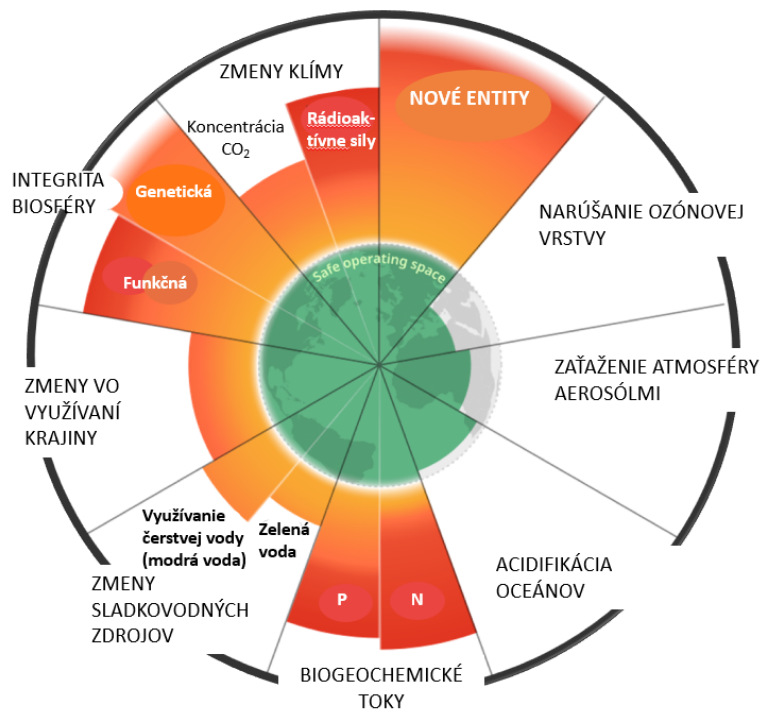 ZMENY KLÍMY
NOVÉ ENTITY
Rádioak-
tívne sily
Koncentrácia
CO₂
INTEGRITA
BIOSFÉRY
Genetická
NARÚŠANIE OZÓNOVEJ
VRSTVY
Safe operating space
Funkčná
ZAŤAŽENIE ATMOSFÉRY
AEROSÓLMI
ZMENY VO
VYUŽÍVANÍ
KRAJINY
Využívanie
čerstvej vody
(modrá voda)
Zelená
voda
ACIDIFIKÁCIA
OCEÁNOV
ZMENY
SLADKOVODNÝCH
ZDROJOV
P
N
BIOGEOCHEMICKÉ
TOKY